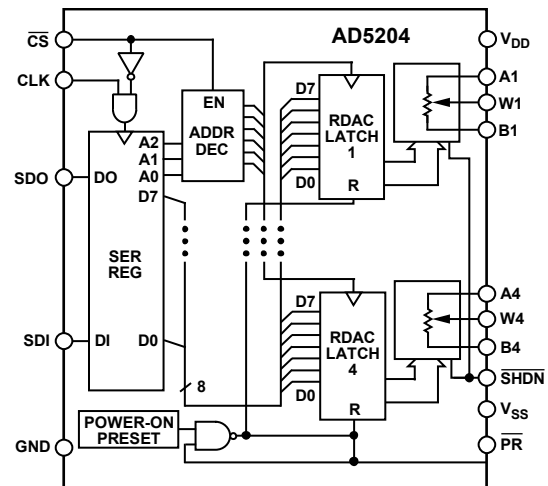 CS
AD5204
VDD
CLK
EN
ADDR
DEC
D7
RDAC
LATCH
1
D0
R
A1
W1
B1
A2
A1
A0
D7
SDO
DO
SER
REG
SDI
DI
D0
8
D7
RDAC
LATCH
4
D0
R
A4
W4
B4
SHDN
VSS
POWER-ON
PRESET
GND
PR